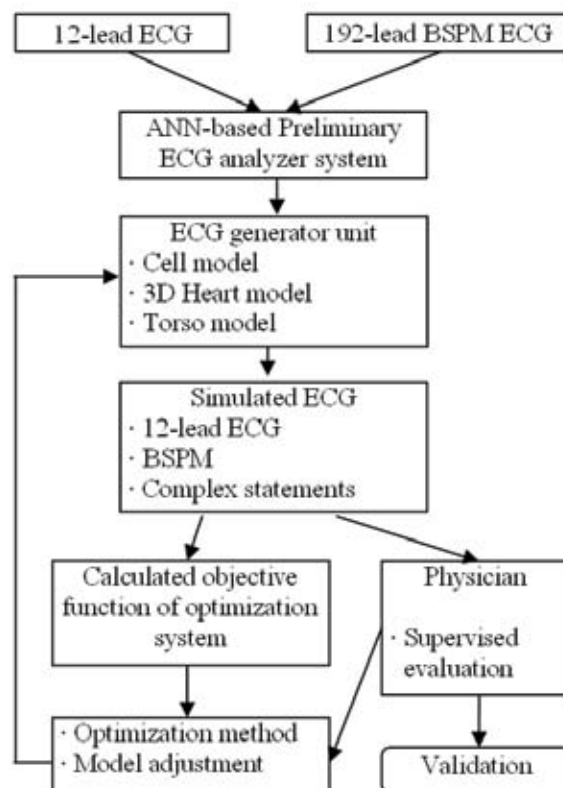 12-lead ECG
192-lead BSPM ECG
ANN-based Preliminary
ECG analyzer system
ECG generator unit
· Cell model
· 3D Heart model
· Torso model
Simulated ECG
· 12-lead ECG
· BSPM
· Complex statements
Calculated objective
function of optimization
system
Physician
· Supervised
evaluation
· Optimization method
· Model adjustment
Validation